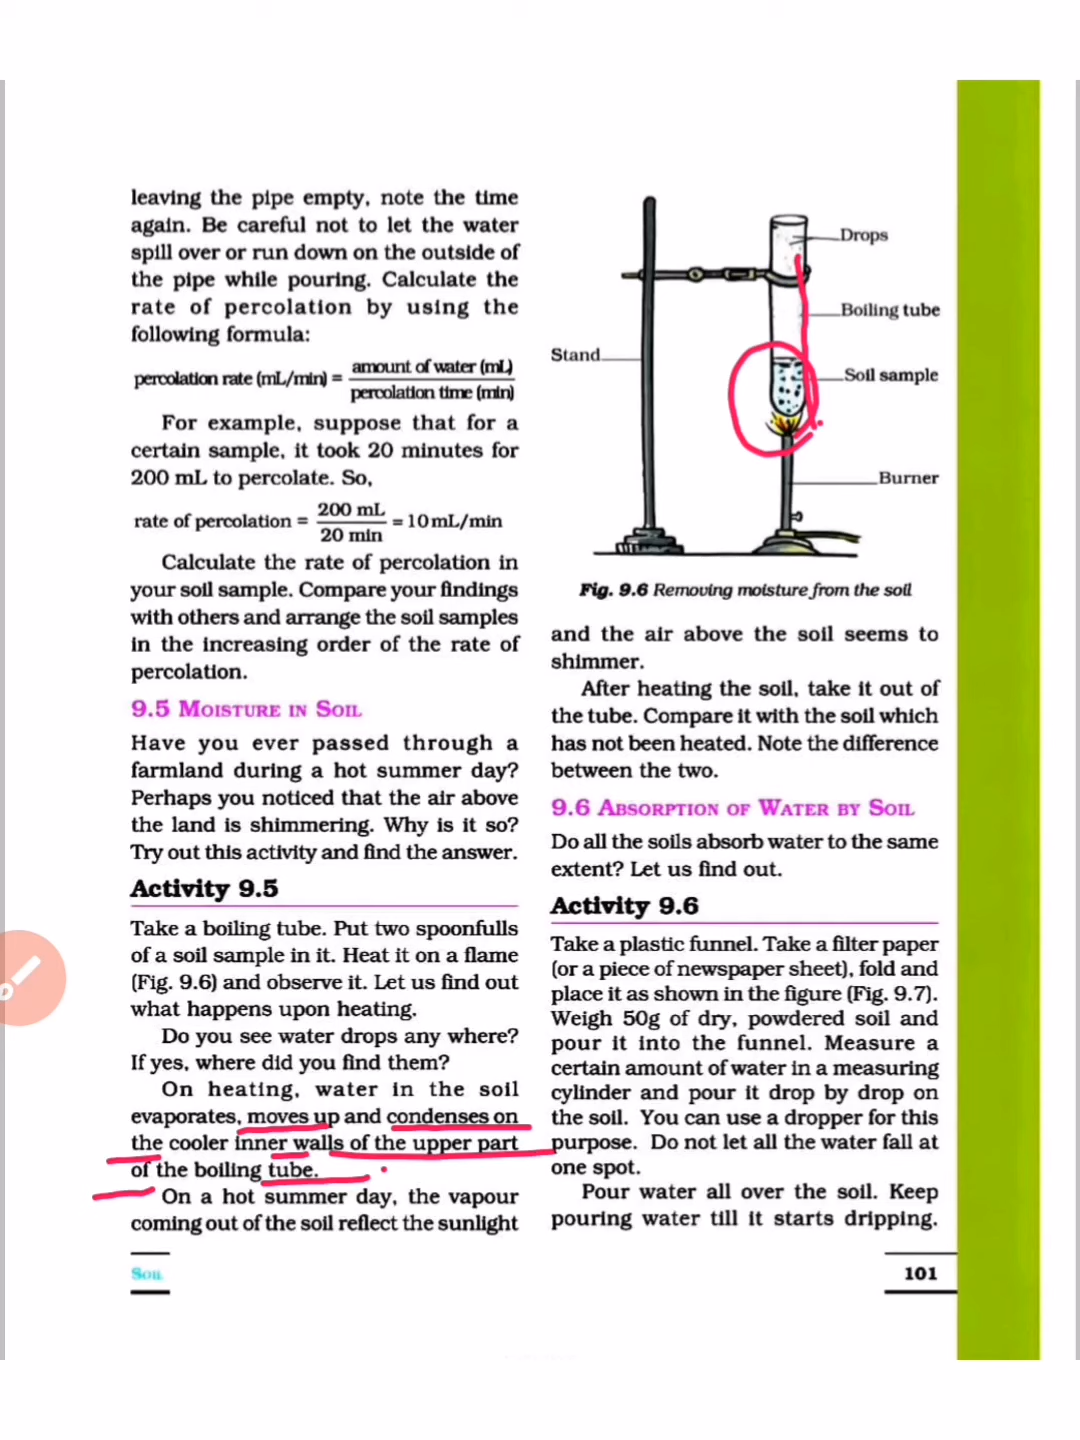 leaving the pipe empty, note the time
again. Be careful not to let the water
spill over or run down on the outside of
the pipe while pouring. Calculate the
rate of percolation by using the
following formula:
percolation rate (mL/min) = amount of water (mL)
percolation time (min)
For example, suppose that for a
certain sample, it took 20 minutes for
200 mL to percolate. So,
rate of percolation = 200 mL
20 min = 10 mL/min
Calculate the rate of percolation in
your soil sample. Compare your findings
with others and arrange the soil samples
in the increasing order of the rate of
percolation.
9.5 MOISTURE IN SOIL
Have you ever passed through a
farmland during a hot summer day?
Perhaps you noticed that the air above
the land is shimmering. Why is it so?
Try out this activity and find the answer.
Activity 9.5
Take a boiling tube. Put two spoonfulls
of a soil sample in it. Heat it on a flame
(Fig. 9.6) and observe it. Let us find out
what happens upon heating.
Do you see water drops any where?
If yes, where did you find them?
On heating, water in the soil
evaporates, moves up and condenses on
the cooler inner walls of the upper part
of the boiling tube.
On a hot summer day, the vapour
coming out of the soil reflect the sunlight
Drops
Boiling tube
Stand
Soil sample
Burner
Fig. 9.6 Removing moisture from the soil
and the air above the soil seems to
shimmer.
After heating the soil, take it out of
the tube. Compare it with the soil which
has not been heated. Note the difference
between the two.
9.6 ABSORPTION OF WATER BY SOIL
Do all the soils absorb water to the same
extent? Let us find out.
Activity 9.6
Take a plastic funnel. Take a filter paper
(or a piece of newspaper sheet), fold and
place it as shown in the figure (Fig. 9.7).
Weigh 50g of dry, powdered soil and
pour it into the funnel. Measure a
certain amount of water in a measuring
cylinder and pour it drop by drop on
the soil. You can use a dropper for this
purpose. Do not let all the water fall at
one spot.
Pour water all over the soil. Keep
pouring water till it starts dripping.
SOIL
101